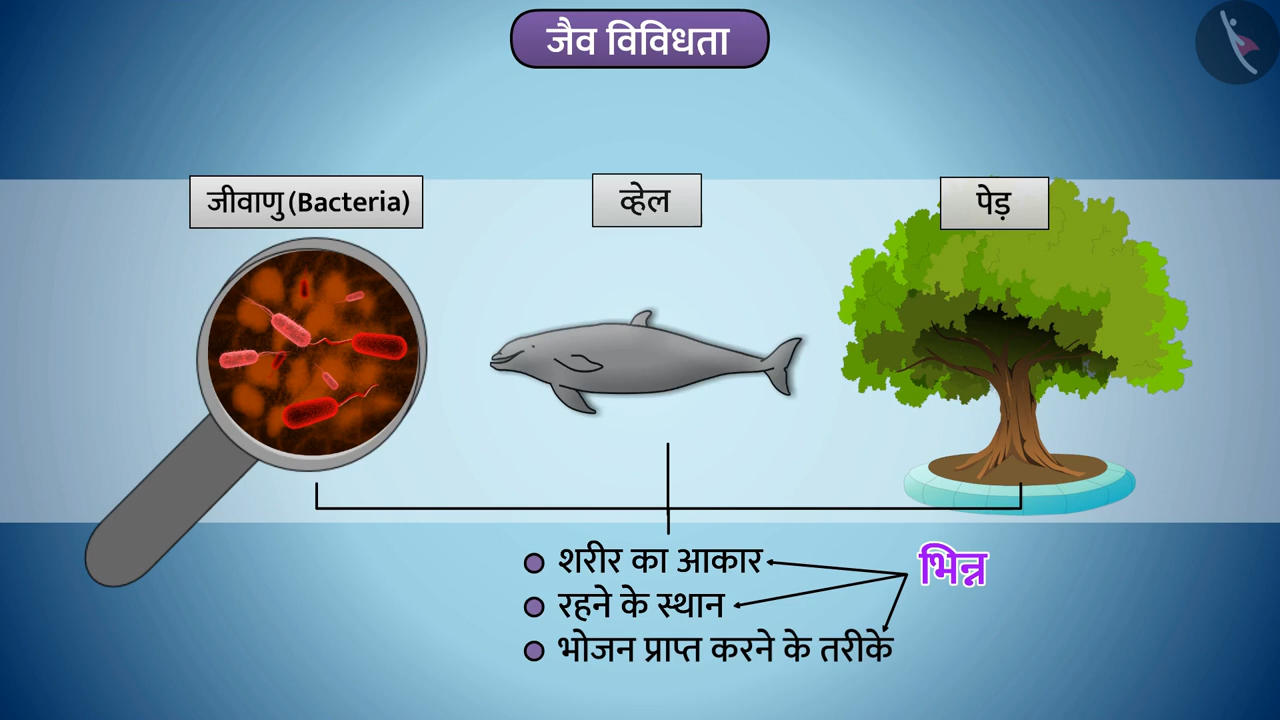 जैव विविधता
जीवाणु (Bacteria)
व्हेल
पेड़
शरीर का आकार
रहने के स्थान
भोजन प्राप्त करने के तरीके
भिन्न